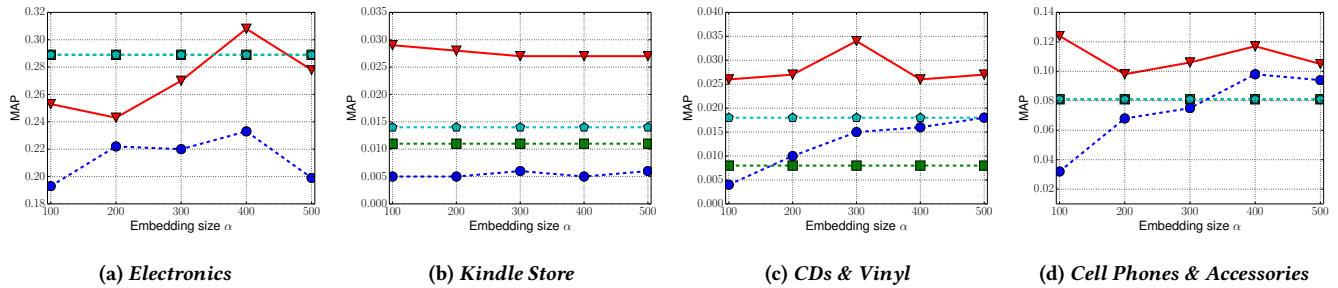 0.32
0.30
0.28
0.26
0.24
0.22
0.20
0.18
MAP
100 200 300 400 500
Embedding size α
(a) Electronics
0.035
0.030
0.025
0.020
0.015
0.010
0.005
0.000
MAP
100 200 300 400 500
Embedding size α
(b) Kindle Store
0.040
0.035
0.030
0.025
0.020
0.015
0.010
0.005
0.000
MAP
100 200 300 400 500
Embedding size α
(c) CDs & Vinyl
0.14
0.12
0.10
0.08
0.06
0.04
0.02
MAP
100 200 300 400 500
Embedding size α
(d) Cell Phones & Accessories